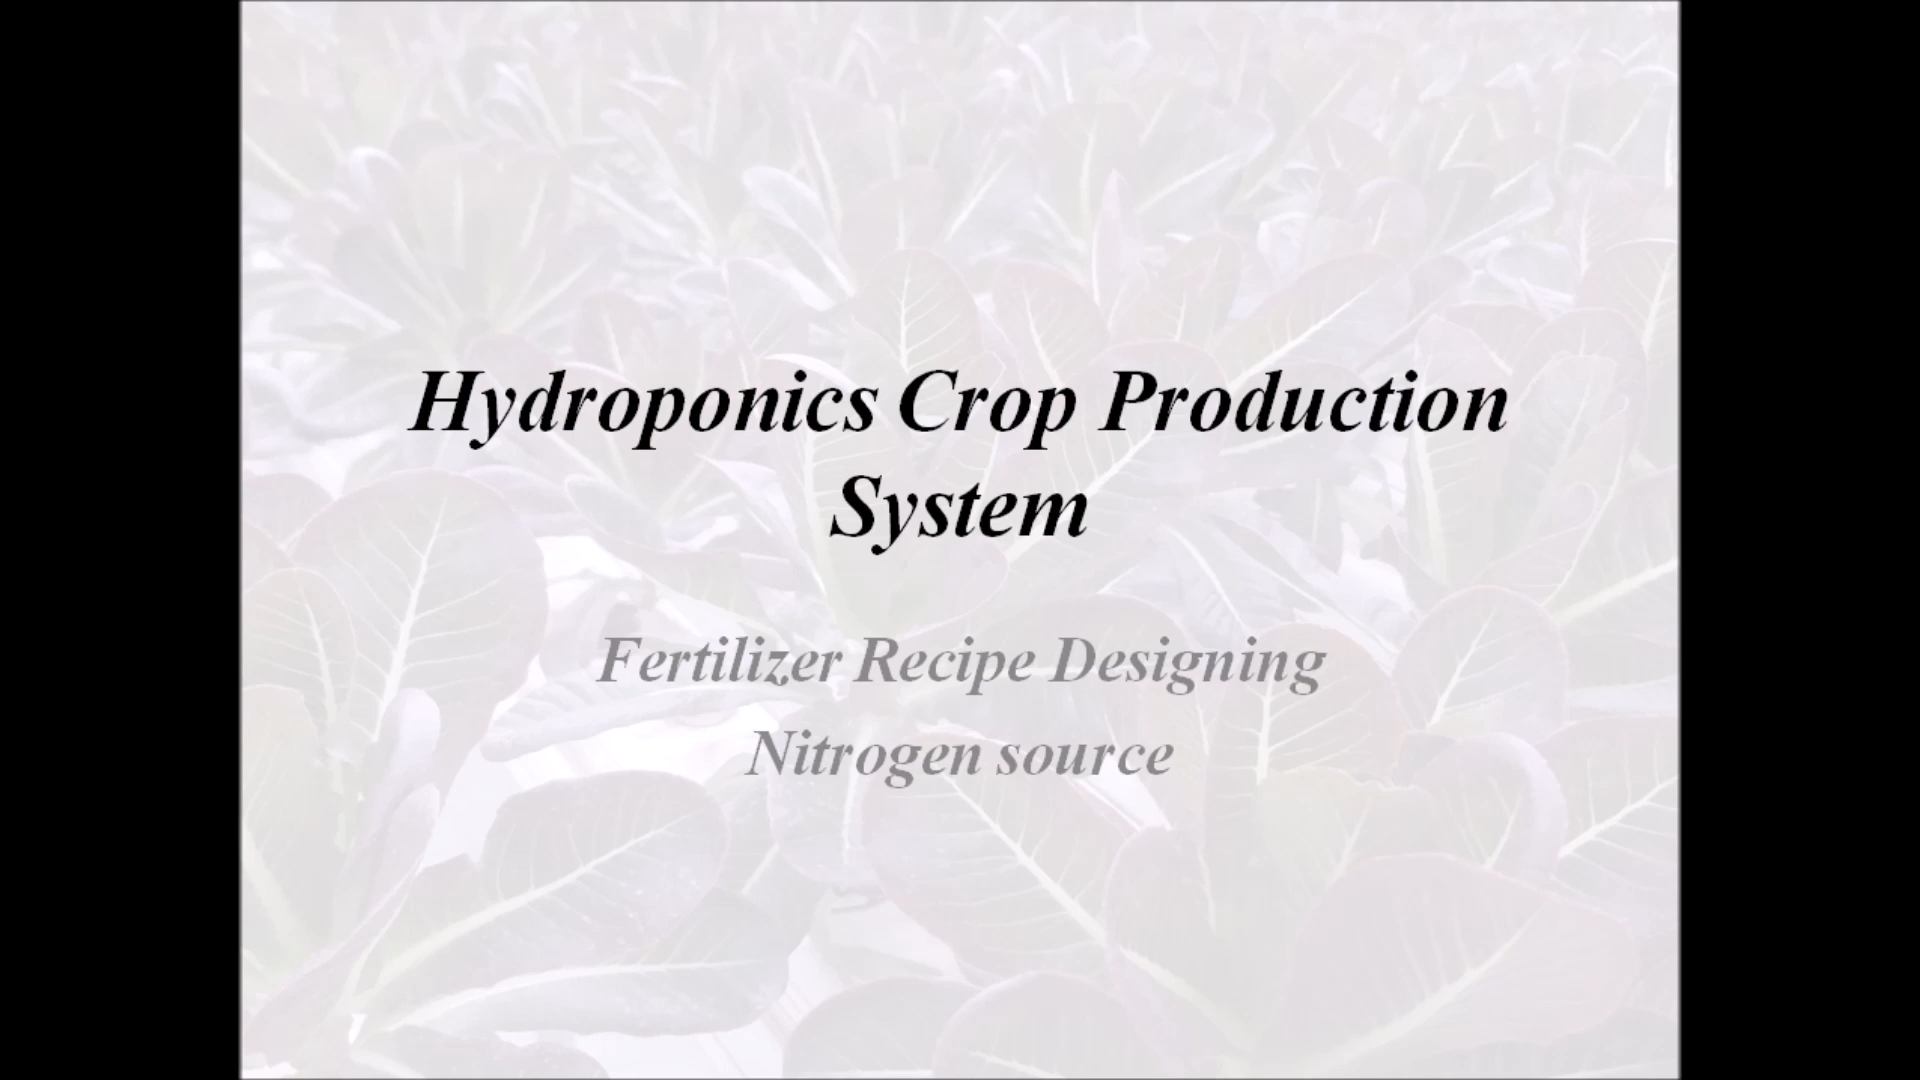 Hydroponics Crop Production
System
Fertilizer Recipe Designing
Nitrogen source